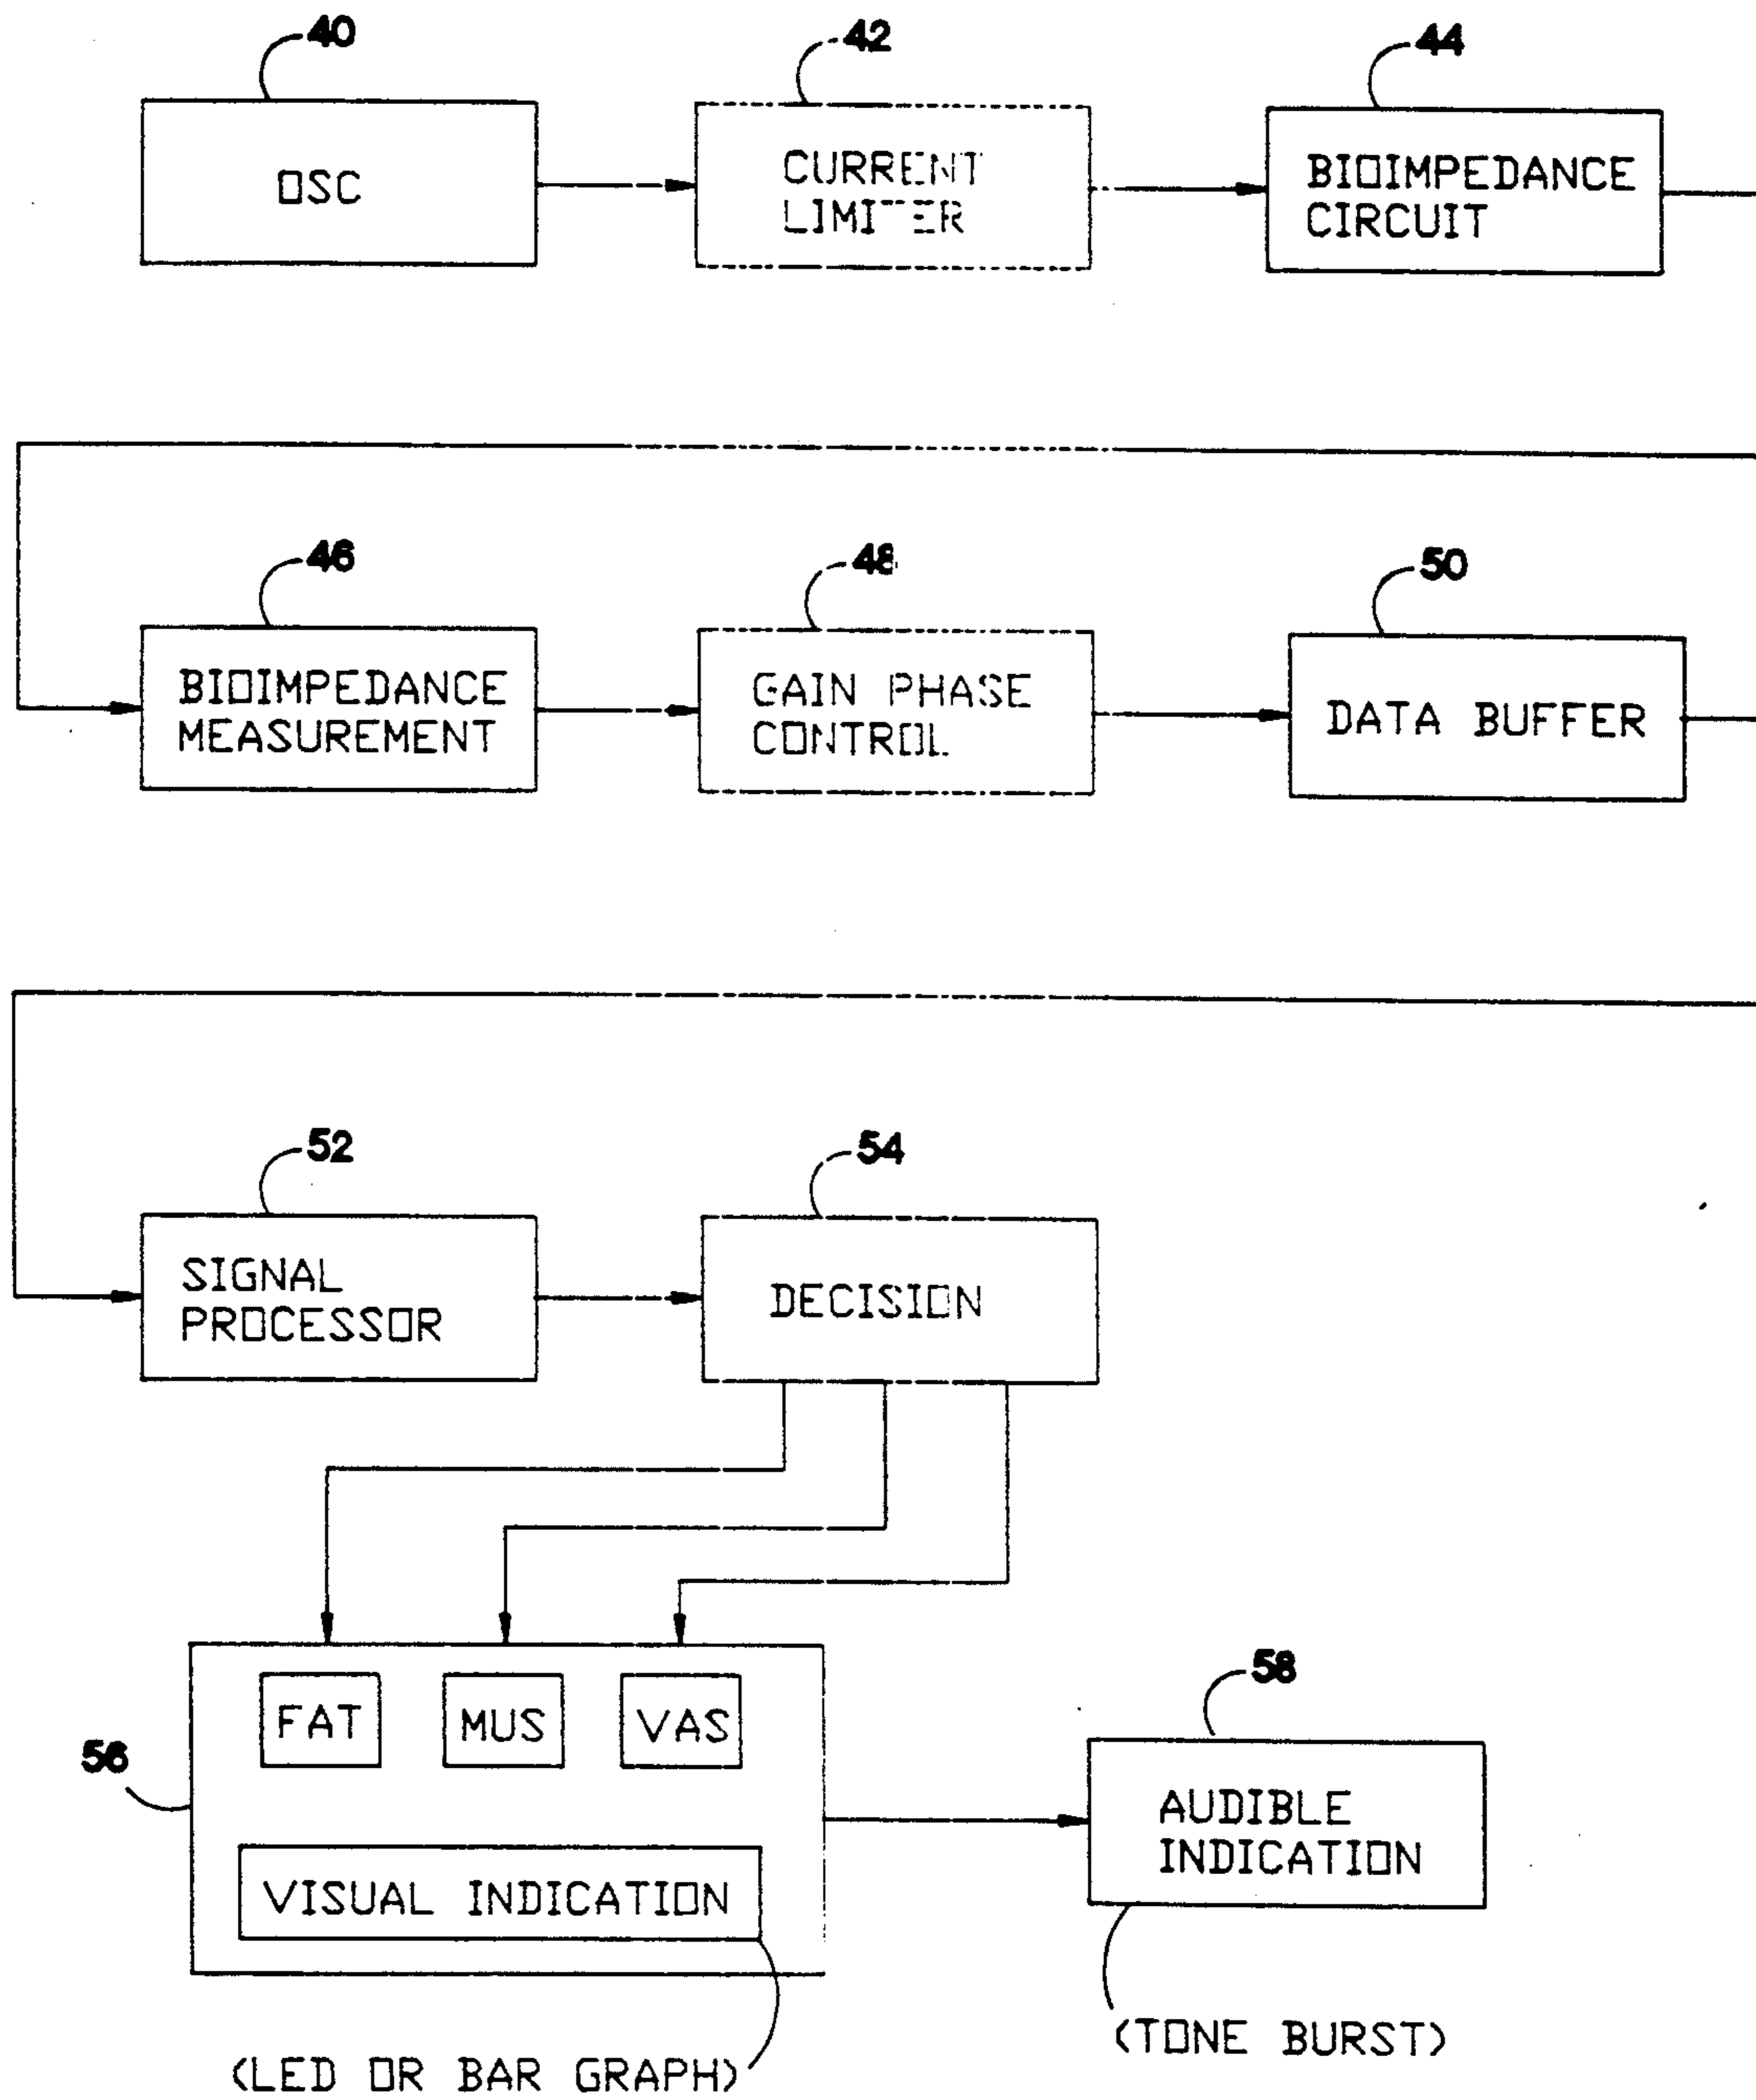 40
42
44
OSC
CURRENT
LIMITER
BIOIMPEDANCE
CIRCUIT
46
48
50
BIOIMPEDANCE
MEASUREMENT
GAIN PHASE
CONTROL
DATA BUFFER
52
54
SIGNAL
PROCESSOR
DECISION
FAT
MUS
VAS
56
58
AUDIBLE
INDICATION
VISUAL INDICATION
(TONE BURST)
(LED OR BAR GRAPH)